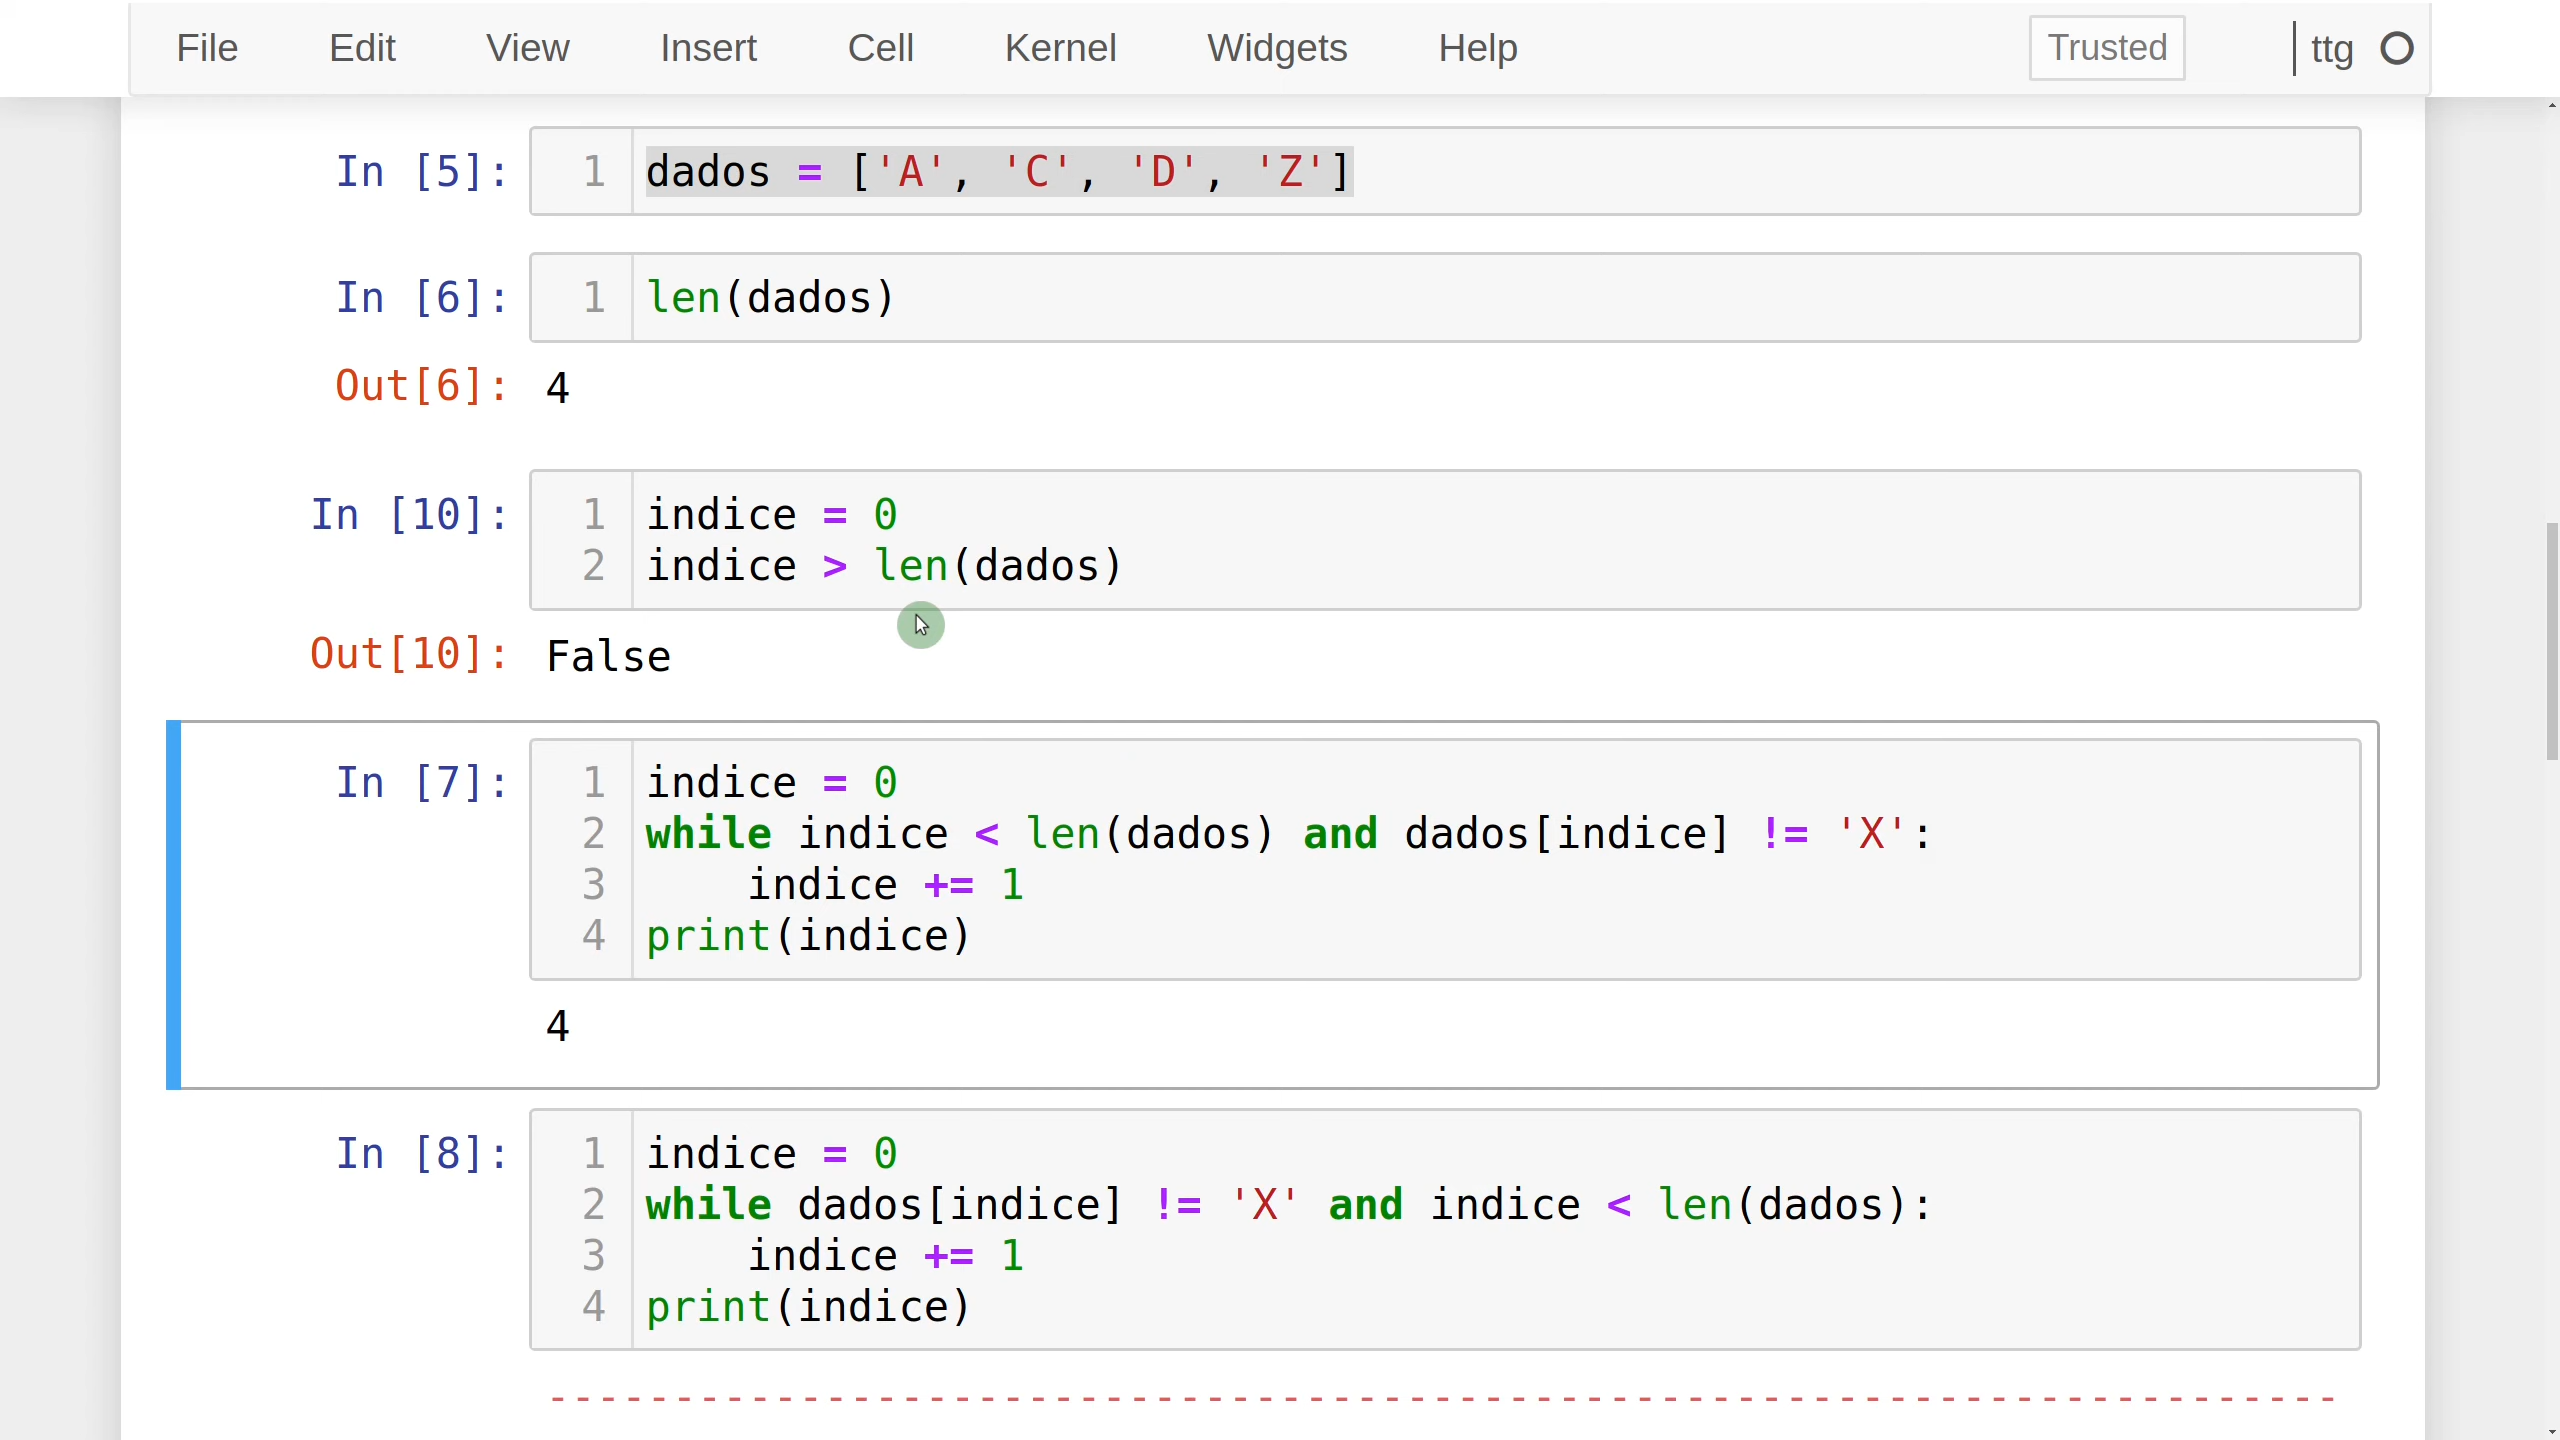 File Edit View Insert Cell Kernel Widgets Help Trusted ttg
In [5]: 1 dados = ['A', 'C', 'D', 'Z']
In [6]: 1 len(dados)
Out[6]: 4
In [10]: 1 indice = 0
2 indice > len(dados)
Out[10]: False
In [7]: 1 indice = 0
2 while indice < len(dados) and dados[indice] != 'X':
3     indice += 1
4 print(indice)
4
In [8]: 1 indice = 0
2 while dados[indice] != 'X' and indice < len(dados):
3     indice += 1
4 print(indice)
-----------------------------------------------------------------------